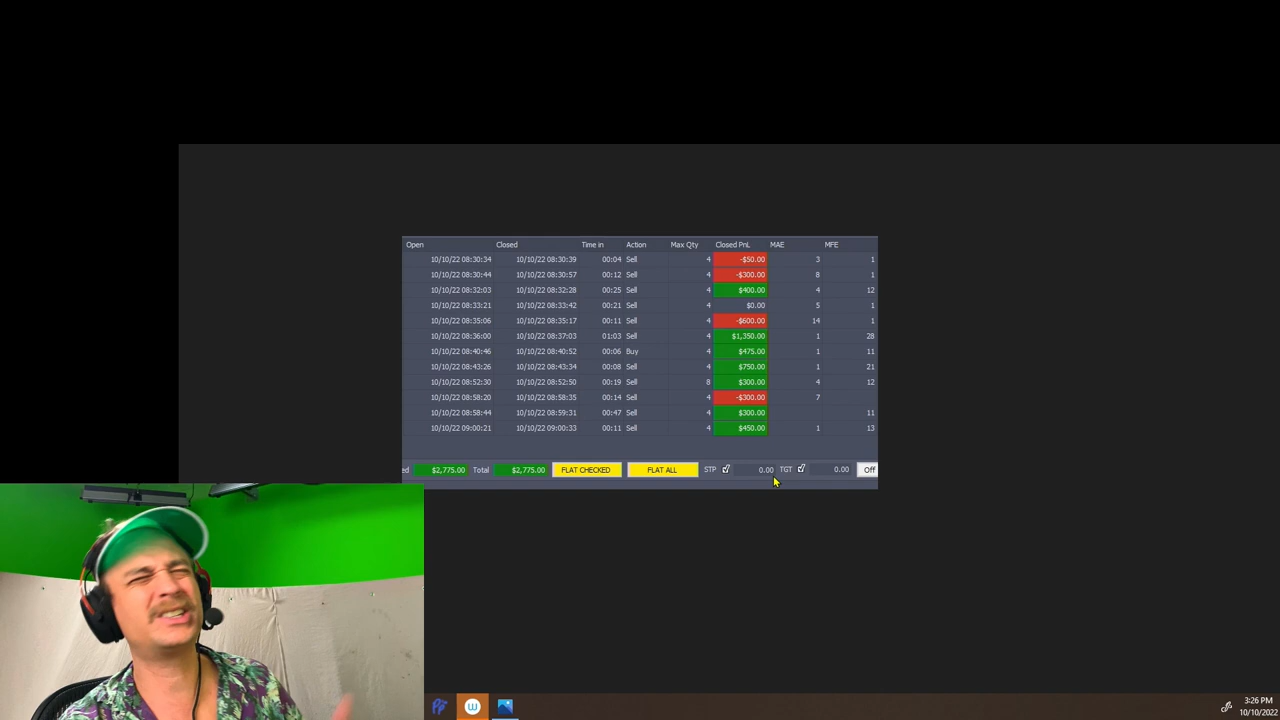 Open Closed Time in Action Max Qty Closed PnL MAE MFE
10/10/22 08:30:34 10/10/22 08:30:39 00:04 Sell 4 -$50.00 3 1
10/10/22 08:30:44 10/10/22 08:30:57 00:12 Sell 4 -$300.00 8 1
10/10/22 08:32:03 10/10/22 08:32:28 00:25 Sell 4 $400.00 4 12
10/10/22 08:33:21 10/10/22 08:33:42 00:21 Sell 4 $0.00 5 1
10/10/22 08:35:06 10/10/22 08:35:17 00:11 Sell 4 -$600.00 14 1
10/10/22 08:36:00 10/10/22 08:37:03 01:03 Sell 4 $1,350.00 1 28
10/10/22 08:40:46 10/10/22 08:40:52 00:06 Buy 4 $475.00 1 11
10/10/22 08:43:26 10/10/22 08:43:34 00:08 Sell 4 $750.00 1 21
10/10/22 08:52:30 10/10/22 08:52:50 00:19 Sell 8 $300.00 4 12
10/10/22 08:58:20 10/10/22 08:58:35 00:14 Sell 4 -$300.00 7
10/10/22 08:58:44 10/10/22 08:59:31 00:47 Sell 4 $300.00 11
10/10/22 09:00:21 10/10/22 09:00:33 00:11 Sell 4 $450.00 1 13
ed $2,775.00 Total $2,775.00 FLAT CHECKED FLAT ALL STP 0.00 TGT 0.00 Off
3:26 PM
10/10/2022